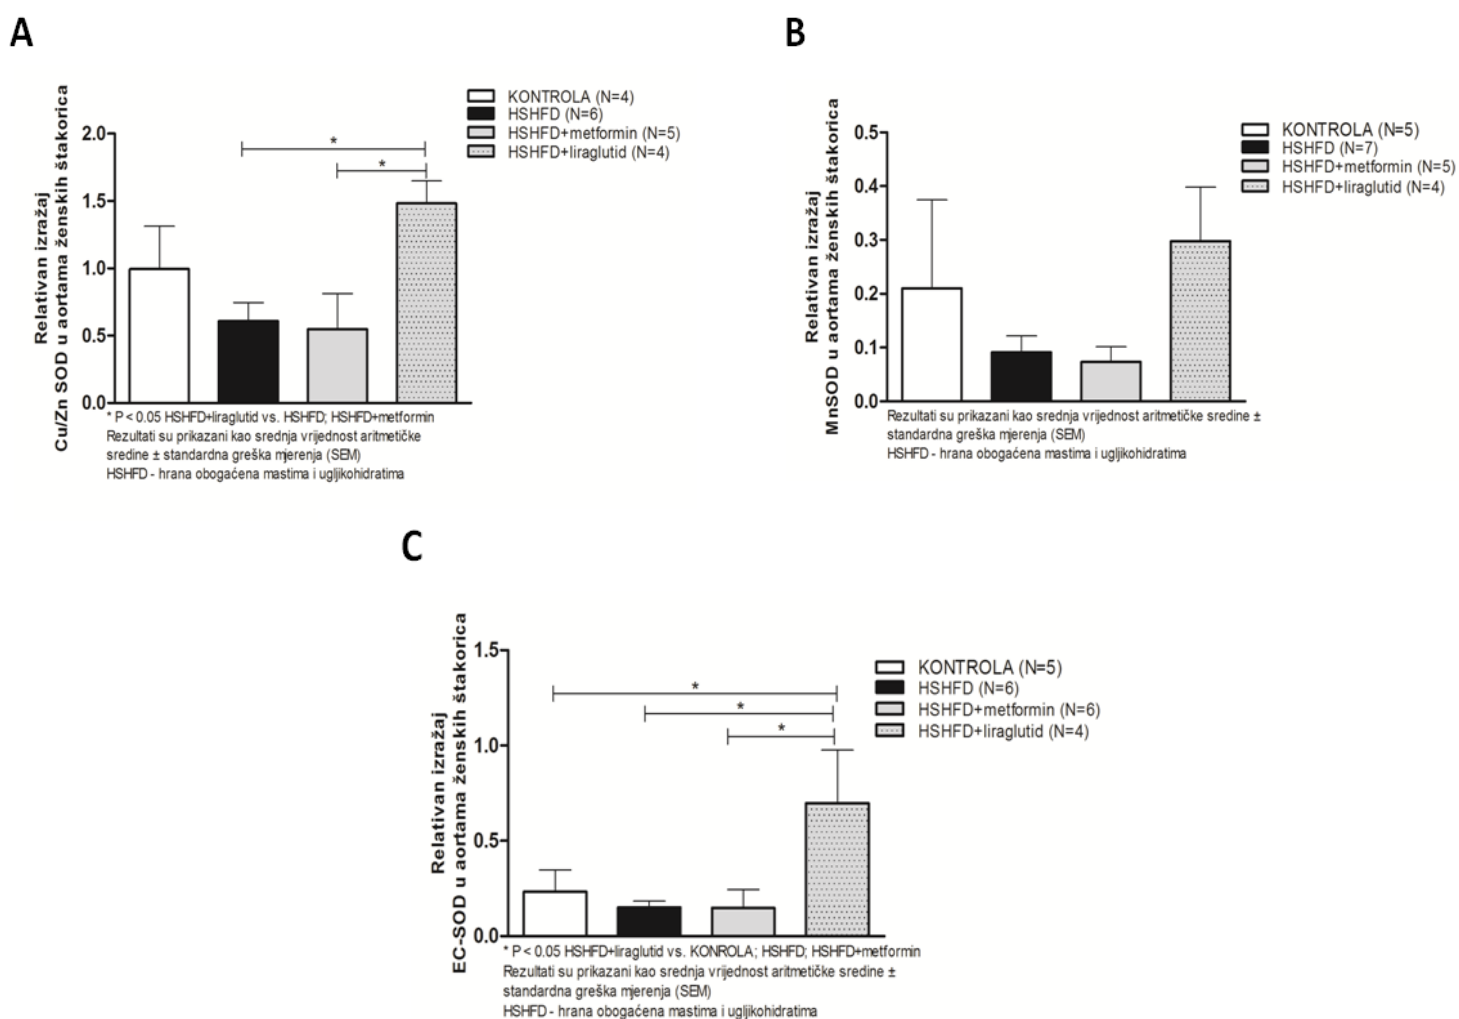 A
Relativan izražaj
Cu/Zn SOD u aortama ženskih štakorica
2.0
1.5
1.0
0.5
0.0
*
*
KONTROLA (N=4)
HSHFD (N=6)
HSHFD+metformin (N=5)
HSHFD+liraglutid (N=4)
* P < 0.05 HSHFD+liraglutid vs. HSHFD; HSHFD+metformin
Rezultati su prikazani kao srednja vrijednost aritmetičke
sredine ± standardna greška mjerenja (SEM)
HSHFD - hrana obogaćena mastima i ugljikohidratima
B
Relativan izražaj
MnSOD u aortama ženskih štakorica
0.5
0.4
0.3
0.2
0.1
0.0
KONTROLA (N=5)
HSHFD (N=7)
HSHFD+metformin (N=5)
HSHFD+liraglutid (N=4)
Rezultati su prikazani kao srednja vrijednost aritmetičke sredine ±
standardna greška mjerenja (SEM)
HSHFD - hrana obogaćena mastima i ugljikohidratima
C
Relativan izražaj
EC-SOD u aortama ženskih štakorica
1.5
1.0
0.5
0.0
*
*
*
KONTROLA (N=5)
HSHFD (N=6)
HSHFD+metformin (N=6)
HSHFD+liraglutid (N=4)
* P < 0.05 HSHFD+liraglutid vs. KONROLA; HSHFD; HSHFD+metformin
Rezultati su prikazani kao srednja vrijednost aritmetičke sredine ±
standardna greška mjerenja (SEM)
HSHFD - hrana obogaćena mastima i ugljikohidratima